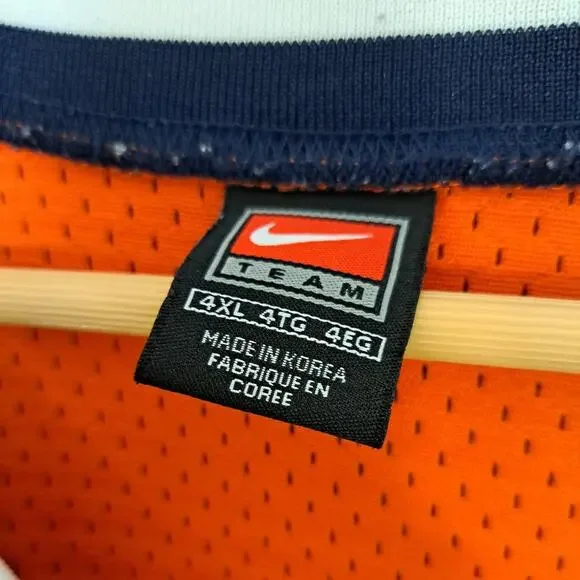 TEAM
4XL 4TG 4EG
MADE IN KOREA
FABRIQUE EN
COREE